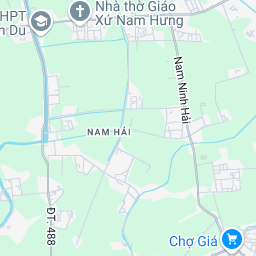 HPT
n Du
Nhà thờ Giáo
Xứ Nam Hưng
Nam Ninh Hải
NAM HẢI
ĐT. 488
Chợ Giá